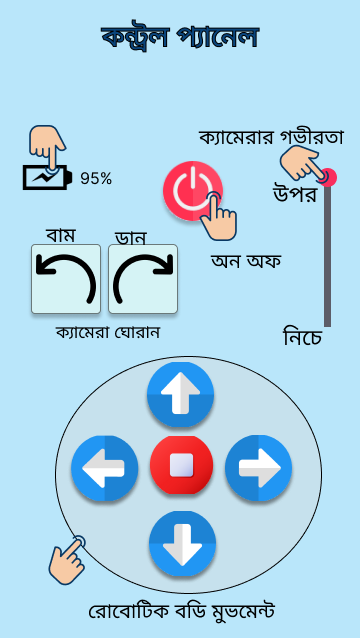 কন্ট্রল প্যানেল
ক্যামেরার গভীরতা
95%
উপর
বাম
ডান
অন অফ
ক্যামেরা ঘোরান
নিচে
রোবোটিক বডি মুভমেন্ট